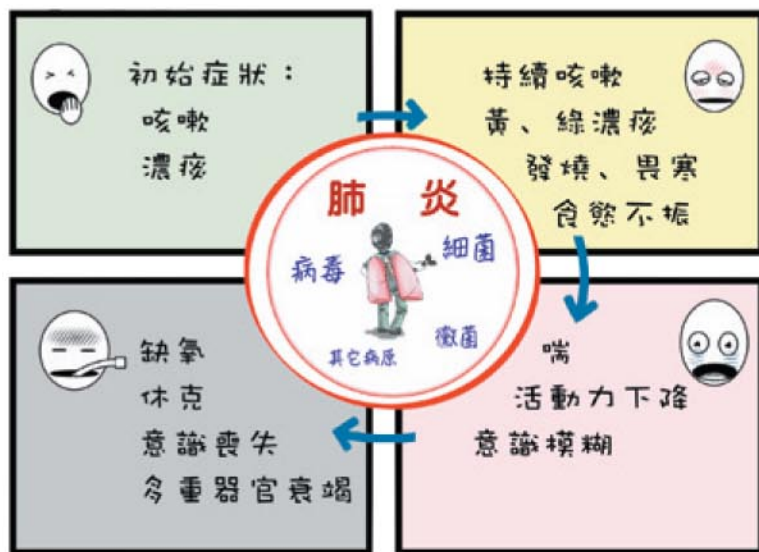 初始症狀：
咳嗽
濃痰
持續咳嗽
黃、綠濃痰
發燒、畏寒
食慾不振
肺 炎
病毒
細菌
其它病原
黴菌
喘
活動力下降
意識模糊
缺氧
休克
意識喪失
多重器官衰竭